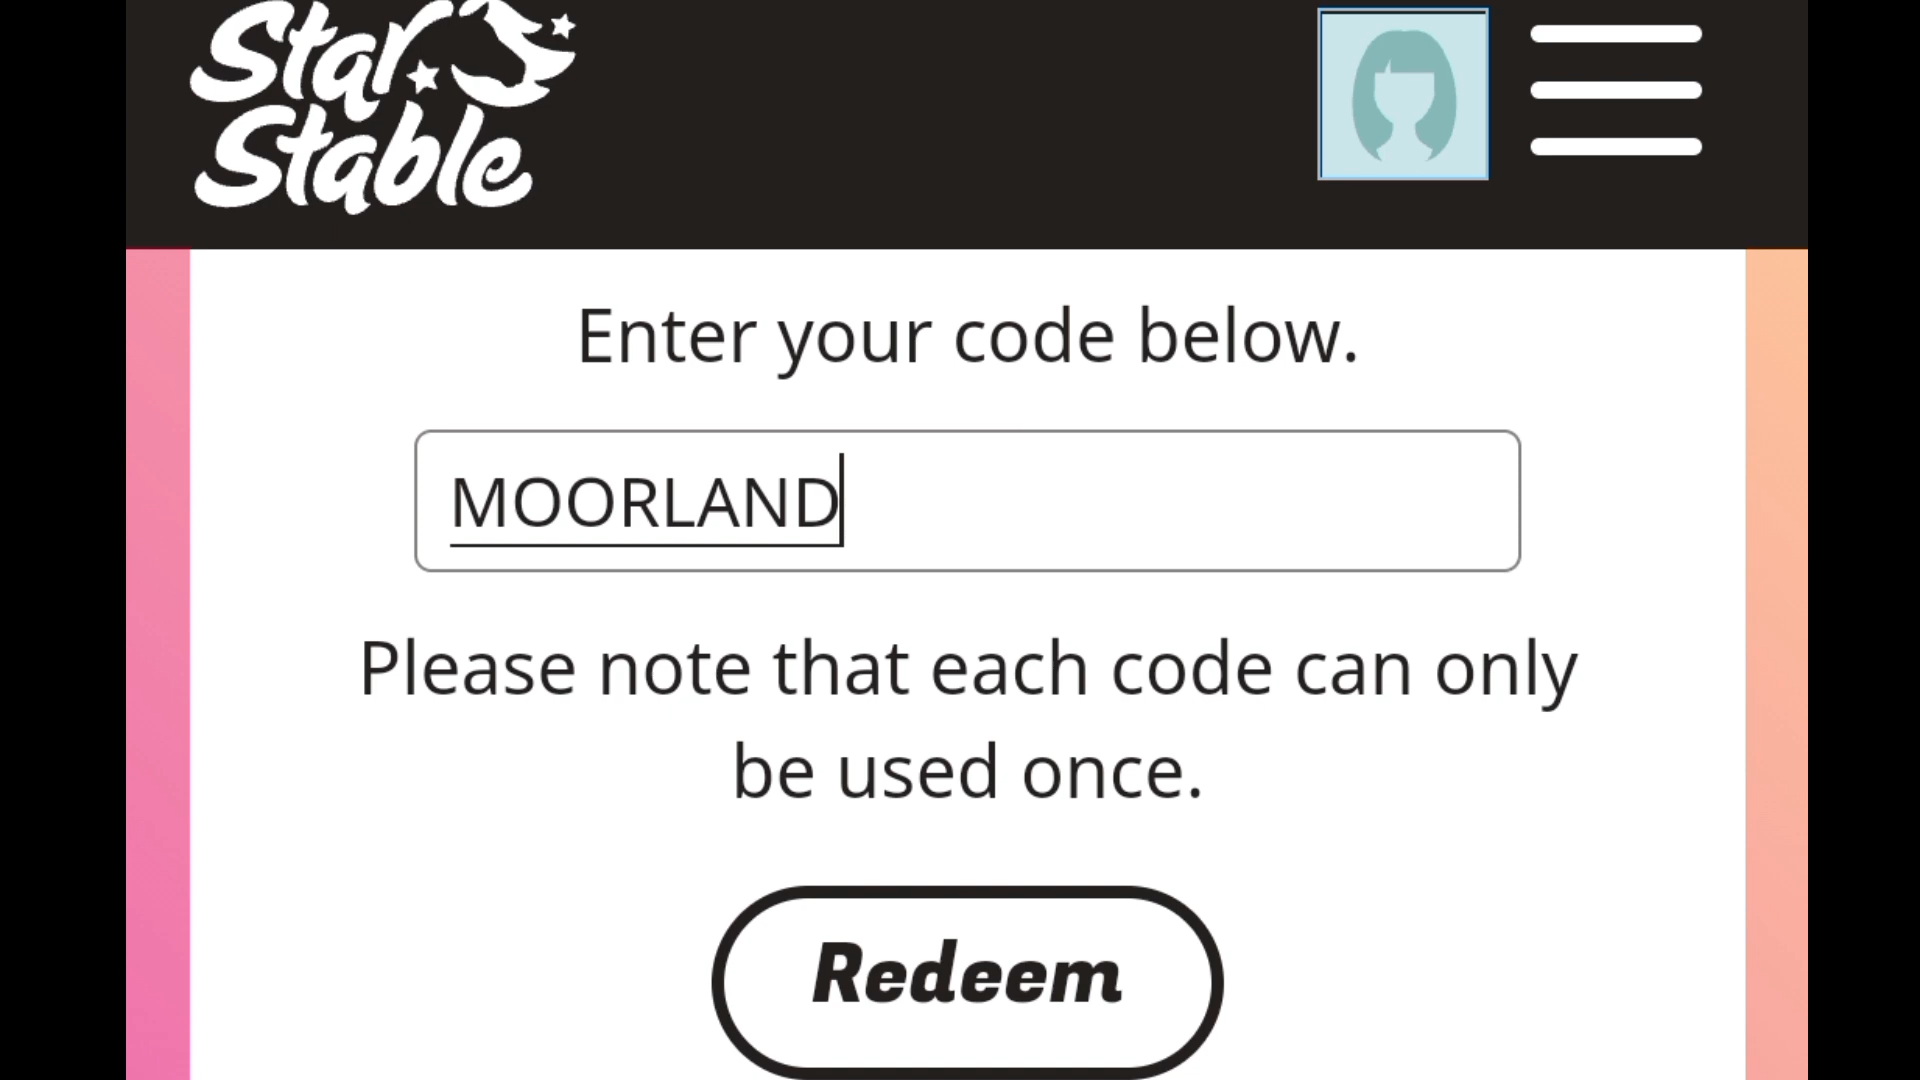 Star
Stable
Enter your code below.
MOORLAND
Please note that each code can only
be used once.
Redeem